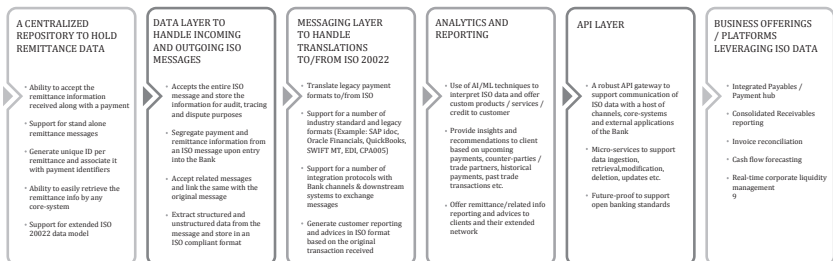 A CENTRALIZED
REPOSITORY TO HOLD
REMITTANCE DATA
· Ability to accept the
remittance information
received along with a payment
· Support for stand alone
remittance messages
· Generate unique ID per
remittance and associate it
with payment identifiers
· Ability to easily retrieve the
remittance info by any
core-system
· Support for extended ISO
20022 data model
DATA LAYER TO
HANDLE INCOMING
AND OUTGOING ISO
MESSAGES
· Accepts the entire ISO
message and store the
information for audit, tracing
and dispute purposes
· Segregate payment and
remittance information from
an ISO message upon entry
into the Bank
· Accept related messages
and link the same with the
original message
· Extract structured and
unstructured data from the
message and store in an
ISO compliant format
MESSAGING LAYER
TO HANDLE
TRANSLATIONS
TO/FROM ISO 20022
· Translate legacy payment
formats to/from ISO
· Support for a number of
industry standard and legacy
formats (Example: SAP idoc,
Oracle Financials, QuickBooks,
SWIFT MT, EDI, CPA005)
· Support for a number of
integration protocols with
Bank channels & downstream
systems to exchange
messages
· Generate customer reporting
and advices in ISO format
based on the original
transaction received
ANALYTICS AND
REPORTING
· Use of AI/ML techniques to
interpret ISO data and offer
custom products / services /
credit to customer
· Provide insights and
recommendations to client
based on upcoming
payments, counter-parties /
trade partners, historical
payments, past trade
transactions etc.
· Offer remittance/related info
reporting and advices to clients
and their extended
network
API LAYER
· A robust API gateway to
support communication of
ISO data with a host of
channels, core-systems
and external applications
of the Bank
· Micro-services to support
data ingestion,
retrieval,modification,
deletion, updates etc.
· Future-proof to support
open banking standards
BUSINESS OFFERINGS
/ PLATFORMS
LEVERAGING ISO DATA
· Integrated Payables /
Payment hub
· Consolidated Receivables
reporting
· Invoice reconciliation
· Cash flow forecasting
· Real-time corporate liquidity
management
9